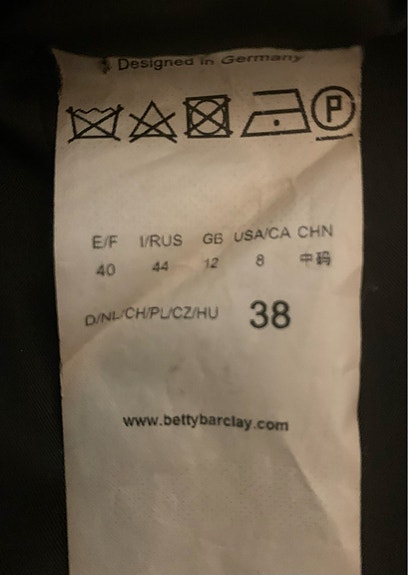 Designed in Germany
P
E/F I/RUS GB USA/CA CHN
40 44 12 8 中码
D/NL/CH/PL/CZ/HU 38
www.bettybarclay.com